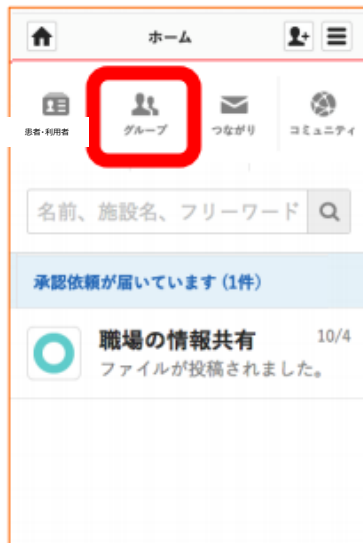 ホーム
患者・利用者
グループ
つながり
コミュニティ
名前、施設名、フリーワード
承認依頼が届いています (1件)
職場の情報共有 10/4
ファイルが投稿されました。